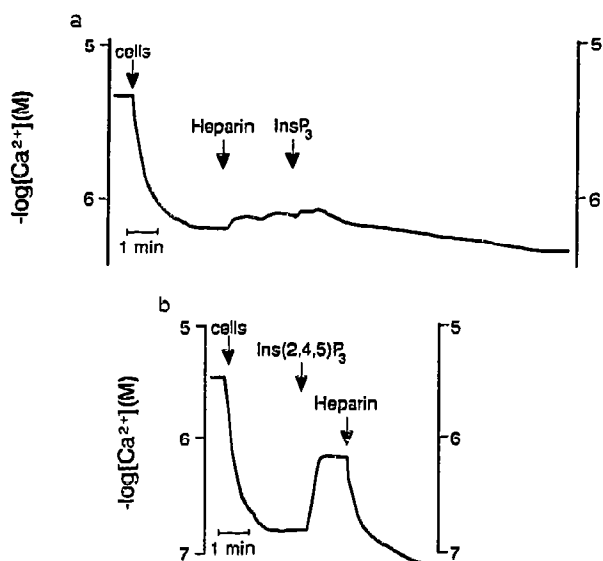 a
5
5
cells
Heparin
InsP₃
-log[Ca²⁺](M)
6
6
1 min
b
5
5
cells
Ins(2,4,5)P₃
Heparin
-log[Ca²⁺](M)
6
6
1 min
7
7